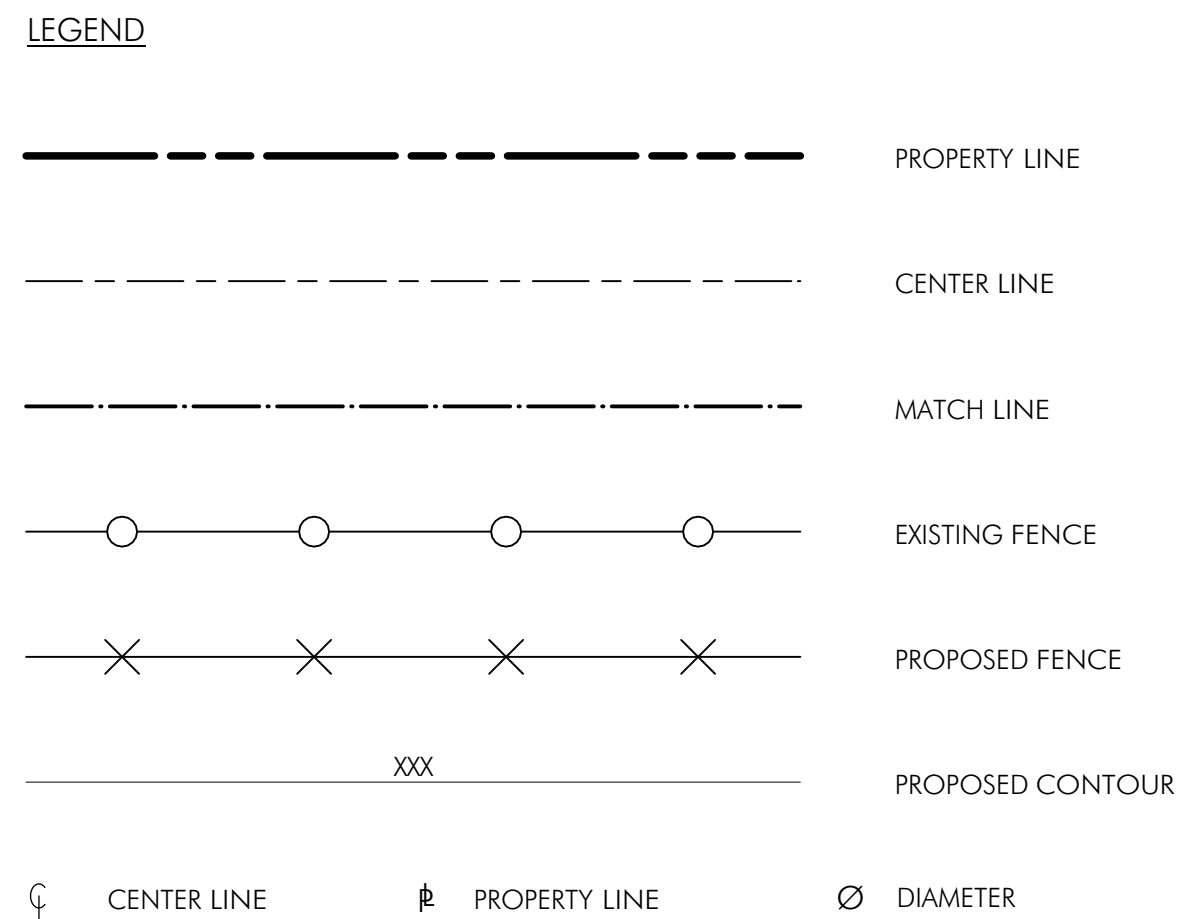 LEGEND
PROPERTY LINE
CENTER LINE
MATCH LINE
EXISTING FENCE
PROPOSED FENCE
XXX
PROPOSED CONTOUR
℄ CENTER LINE ⅊ PROPERTY LINE Ø DIAMETER